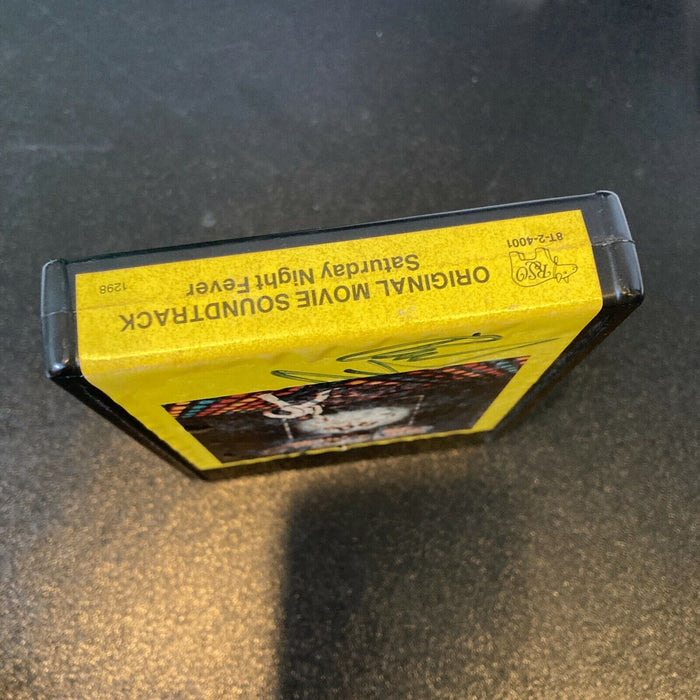 RSO
8T-2-4001
ORIGINAL MOVIE SOUNDTRACK
Saturday Night Fever
1298